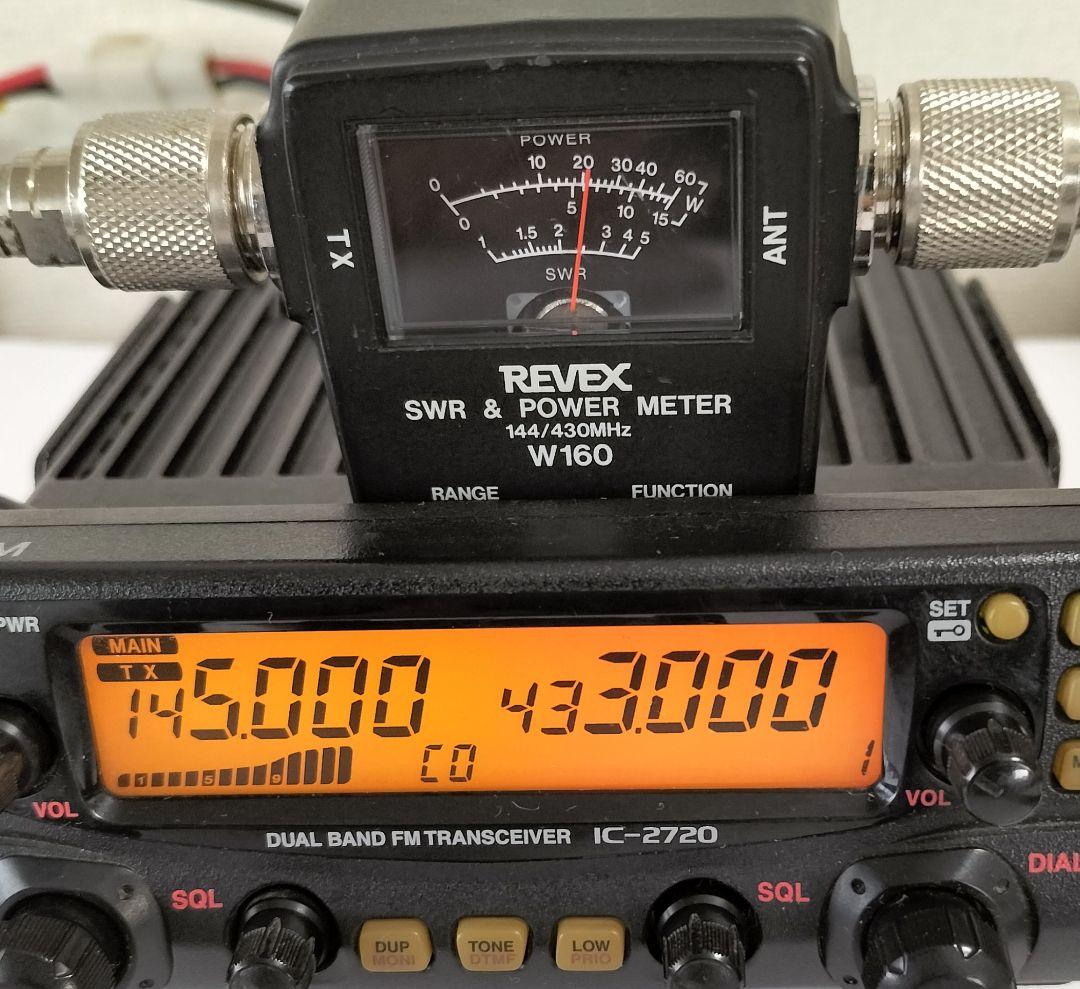 POWER
0 10 20 30 40 60
0 5 10 15 W
1 1.5 2 3 4 5
SWR
TX
ANT
REVEX
SWR & POWER METER
144/430MHz
W160
RANGE FUNCTION
PWR
SET
MAIN
TX
145.000 433.000
1 5 9 C0
VOL
VOL
DUAL BAND FM TRANSCEIVER IC-2720
SQL
SQL
DUP
MONI
TONE
DTMF
LOW
PRIO